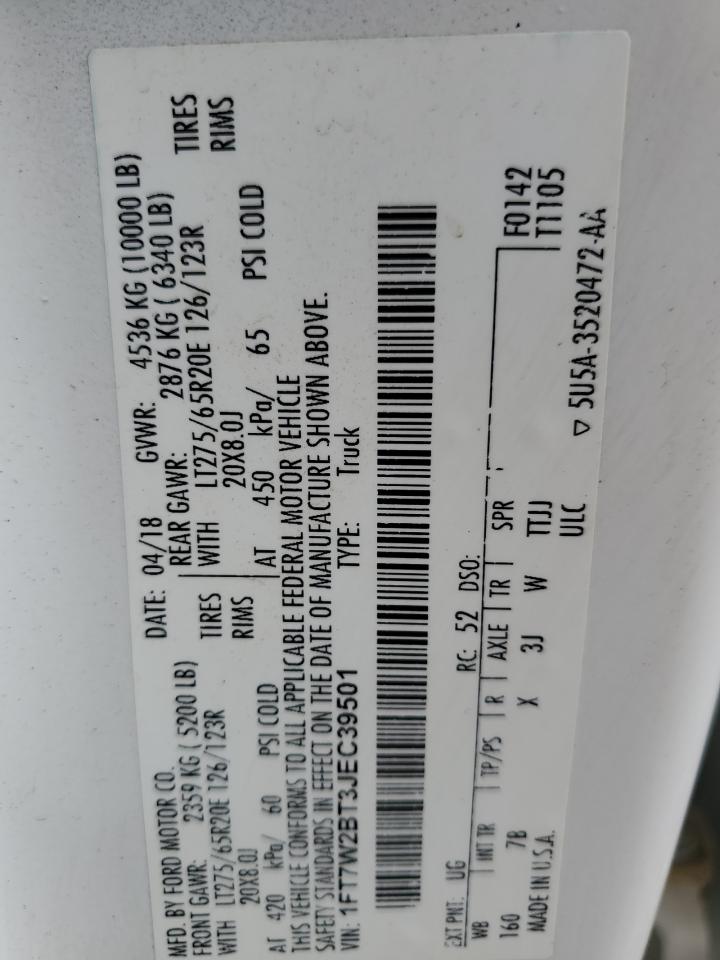 MFD. BY FORD MOTOR CO. DATE: 04/18 GVWR: 4536 KG (10000 LB)
FRONT GAWR: 2359 KG ( 5200 LB) REAR GAWR: 2876 KG ( 6340 LB)
WITH LT275/65R20E 126/123R TIRES WITH LT275/65R20E 126/123R TIRES
20X8.0J RIMS 20X8.0J RIMS
AT 420 kPa/ 60 PSI COLD AT 450 kPa/ 65 PSI COLD
THIS VEHICLE CONFORMS TO ALL APPLICABLE FEDERAL MOTOR VEHICLE
SAFETY STANDARDS IN EFFECT ON THE DATE OF MANUFACTURE SHOWN ABOVE.
VIN: 1FT7W2BT3JEC39501 TYPE: Truck
EXT PNT: UG RC: 52 DSO:
WB INT TR TP/PS R AXLE TR SPR F0142
160 7B X 3J W TTJJ T1105
MADE IN U.S.A. ULC
▽ 5U5A-3520472-AA